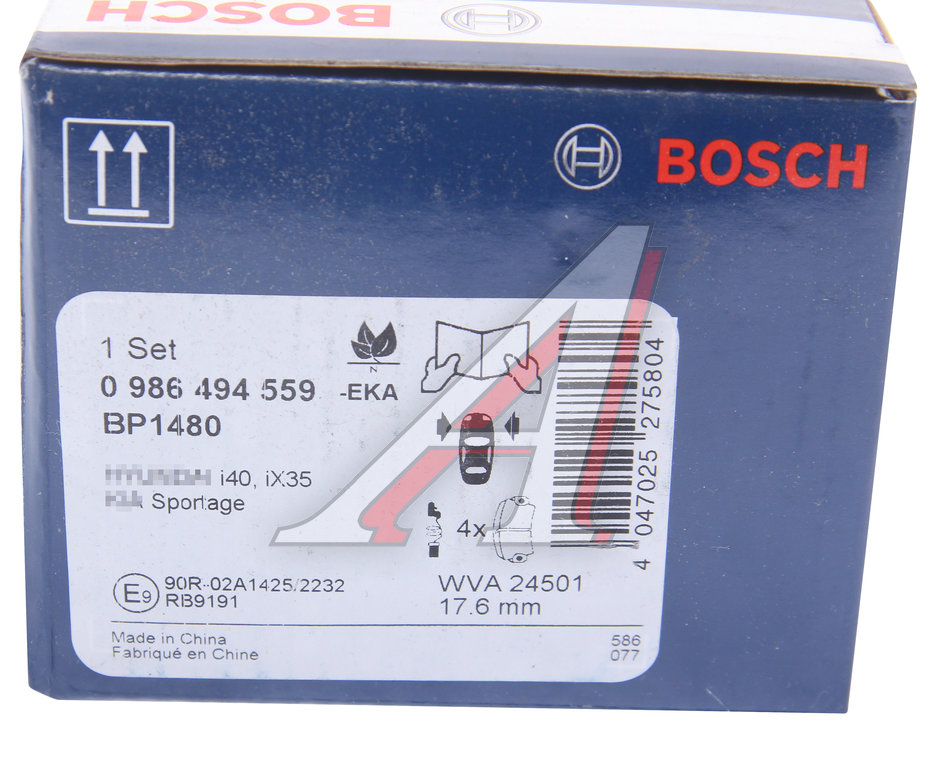 BOSCH
BOSCH
1 Set
0 986 494 559 -EKA
BP1480
i40, iX35
Sportage
4x
4 047025 275804
E9
90R-02A1425/2232
RB9191
WVA 24501
17.6 mm
Made in China
Fabriqué en Chine
586
077